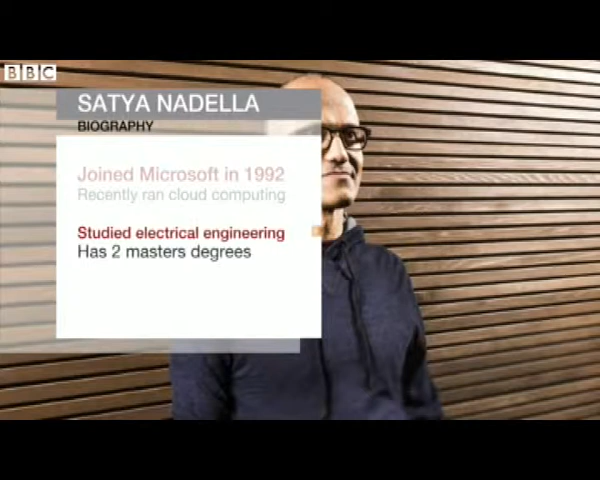 BBC
SATYA NADELLA
BIOGRAPHY
Joined Microsoft in 1992
Recently ran cloud computing
Studied electrical engineering
Has 2 masters degrees